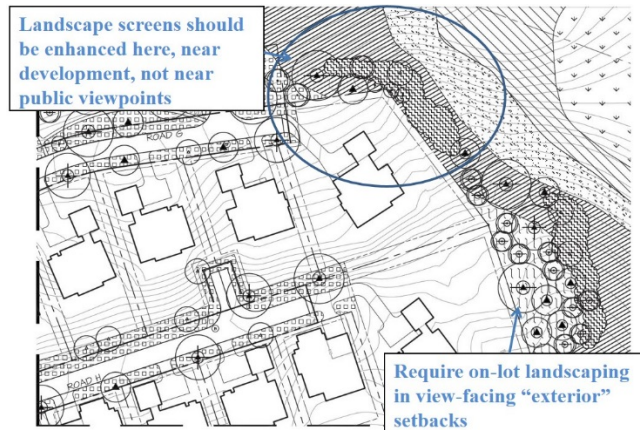 Landscape screens should
be enhanced here, near
development, not near
public viewpoints
ROAD G
ROAD H
Require on-lot landscaping
in view-facing “exterior”
setbacks